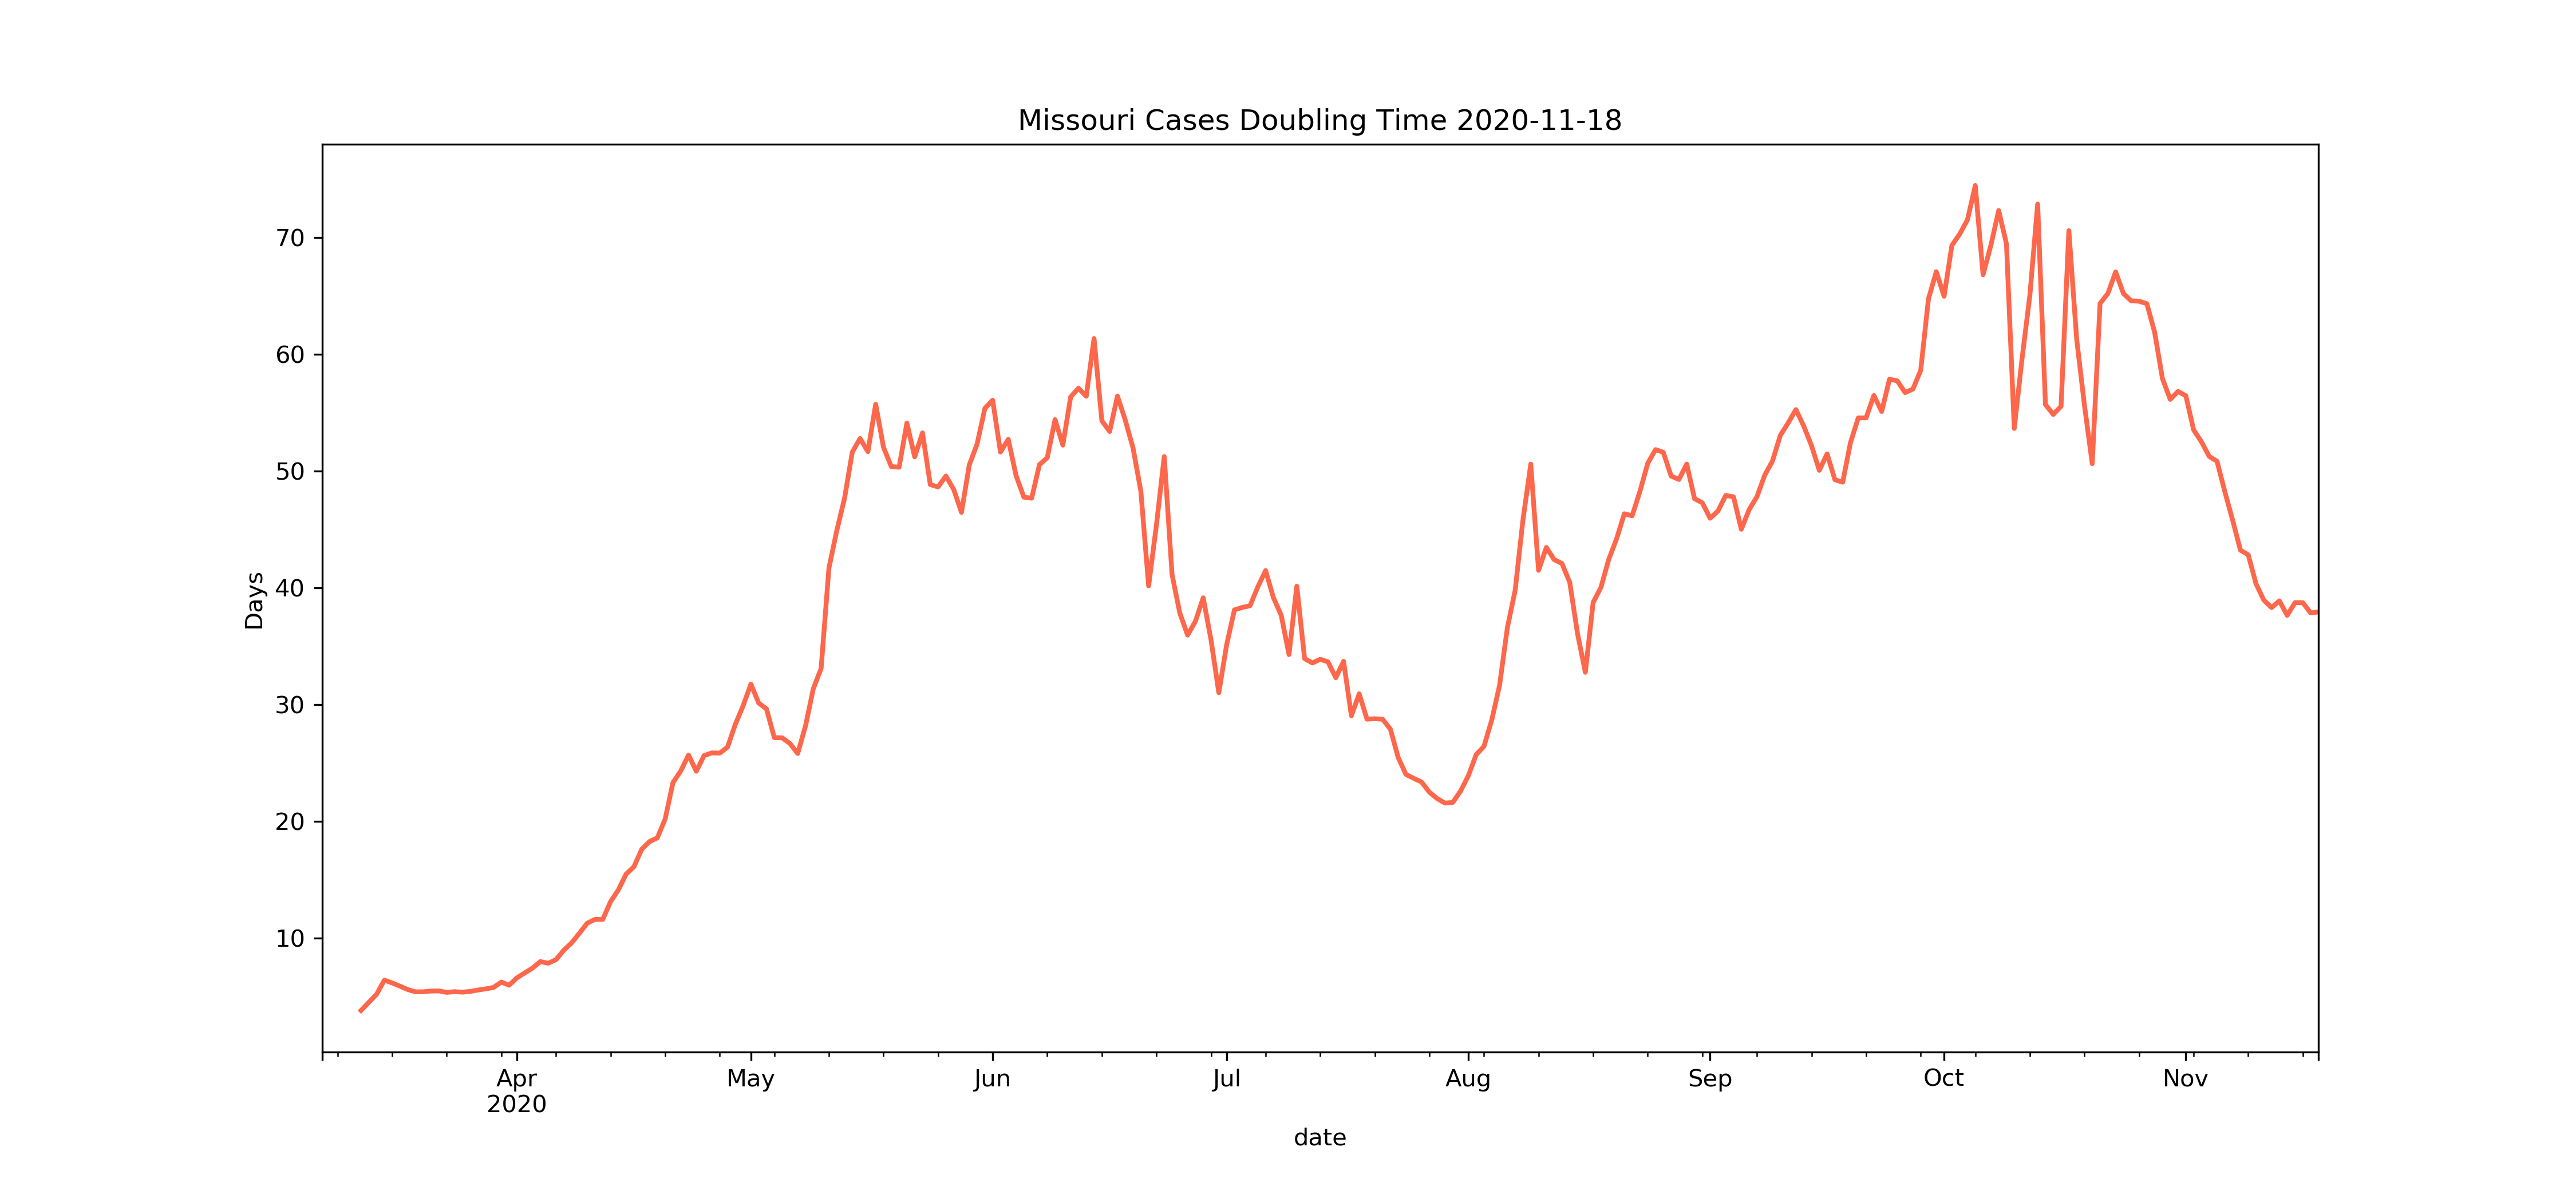 Missouri Cases Doubling Time 2020-11-18
70
60
50
40
30
20
10
Days
Apr May Jun Jul Aug Sep Oct Nov
2020
date